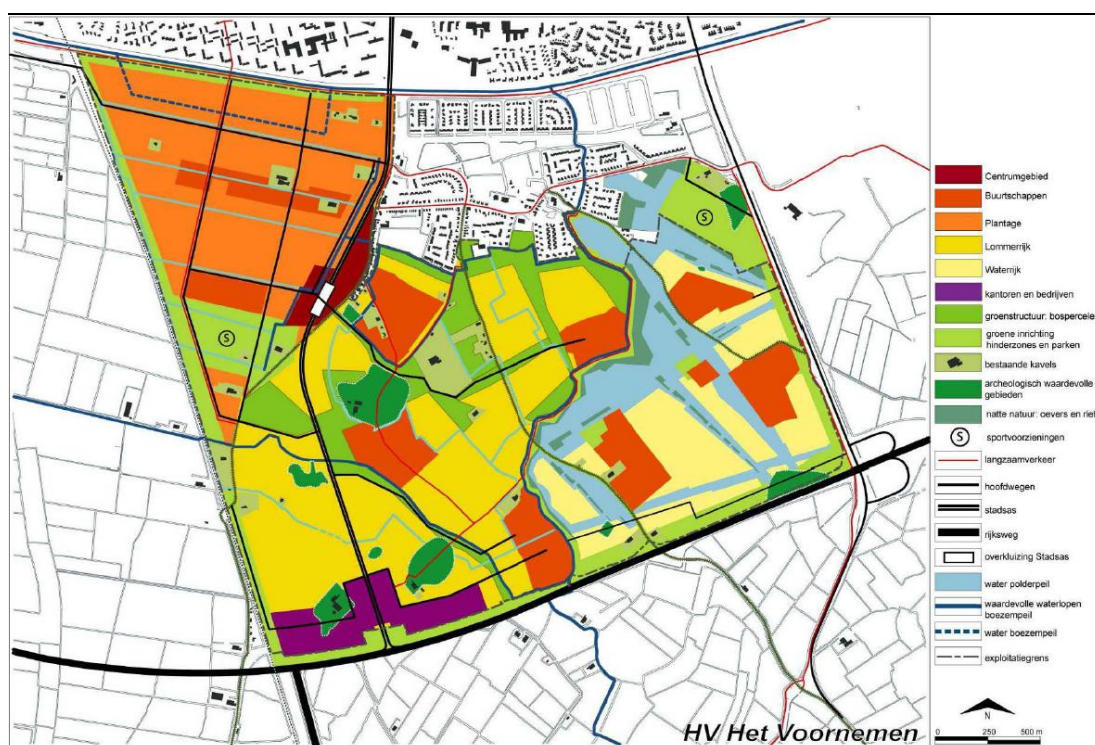 Centrumgebied
Buurtschappen
Plantage
Lommerrijk
Waterrijk
kantoren en bedrijven
groenstructuur: bospercele
groene inrichting
hinderzones en parken
bestaande kavels
archeologisch waardevolle
gebieden
natte natuur: oevers en riet
S
sportvoorzieningen
langzaamverkeer
hoofdwegen
stadsas
rijksweg
overkluizing Stadsas
water polderpeil
waardevolle waterlopen
boezempeil
water boezempeil
exploitatiegrens
N
0 250 500 m
S
S
HV Het Voornemen